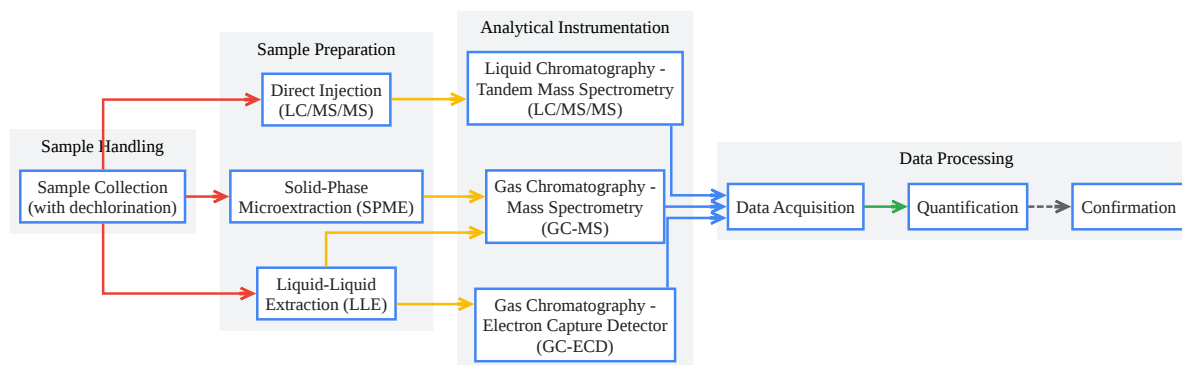 Sample Handling
Sample Collection
(with dechlorination)
Sample Preparation
Direct Injection
(LC/MS/MS)
Solid-Phase
Microextraction (SPME)
Liquid-Liquid
Extraction (LLE)
Analytical Instrumentation
Liquid Chromatography -
Tandem Mass Spectrometry
(LC/MS/MS)
Gas Chromatography -
Mass Spectrometry
(GC-MS)
Gas Chromatography -
Electron Capture Detector
(GC-ECD)
Data Processing
Data Acquisition
Quantification
Confirmation